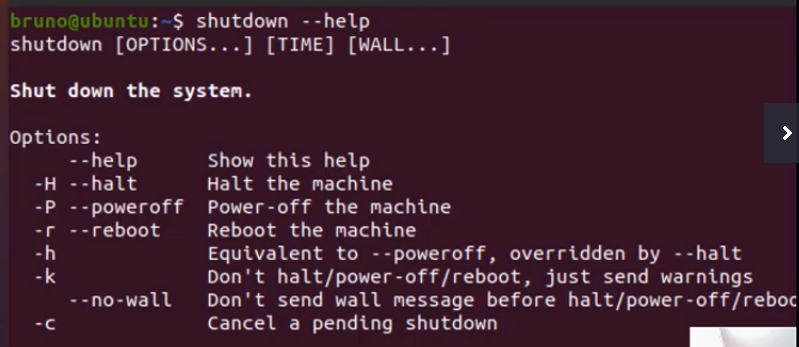 bruno@ubuntu:~$ shutdown --help
shutdown [OPTIONS...] [TIME] [WALL...]
Shut down the system.
Options:
--help Show this help
-H --halt Halt the machine
-P --poweroff Power-off the machine
-r --reboot Reboot the machine
-h Equivalent to --poweroff, overridden by --halt
-k Don't halt/power-off/reboot, just send warnings
--no-wall Don't send wall message before halt/power-off/reboo
-c Cancel a pending shutdown